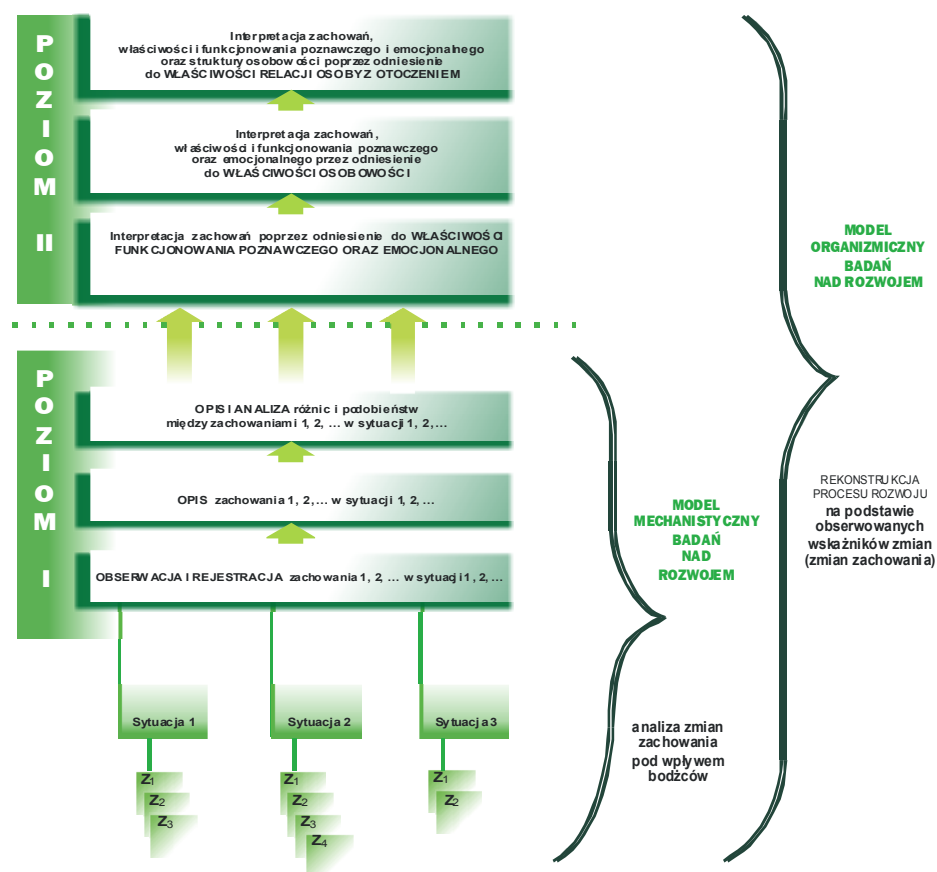 POZIOM II
Interpretacja zachowań,
właściwości i funkcjonowania poznawczego i emocjonalnego
oraz struktury osobowości poprzez odniesienie
do WŁAŚCIWOŚCI RELACJI OSOBY Z OTOCZENIEM
Interpretacja zachowań,
właściwości i funkcjonowania poznawczego
oraz emocjonalnego przez odniesienie
do WŁAŚCIWOŚCI OSOBOWOŚCI
Interpretacja zachowań poprzez odniesienie do WŁAŚCIWOŚCI
FUNKCJONOWANIA POZNAWCZEGO ORAZ EMOCJONALNEGO
POZIOM I
OPIS I ANALIZA różnic i podobieństw
między zachowaniami 1, 2, … w sytuacji 1, 2, …
OPIS zachowania 1, 2, … w sytuacji 1, 2, …
OBSERWACJA I REJESTRACJA zachowania 1, 2, … w sytuacji 1, 2, …
Sytuacja 1
Z1
Z2
Z3
Sytuacja 2
Z1
Z2
Z3
Z4
Sytuacja 3
Z1
Z2
MODEL
MECHANISTYCZNY
BADAŃ
NAD
ROZWOJEM
analiza zmian
zachowania
pod wpływem
bodźców
MODEL
ORGANIZMICZNY
BADAŃ
NAD ROZWOJEM
REKONSTRUKCJA
PROCESU ROZWOJU
na podstawie
obserwowanych
wskaźników zmian
(zmian zachowania)